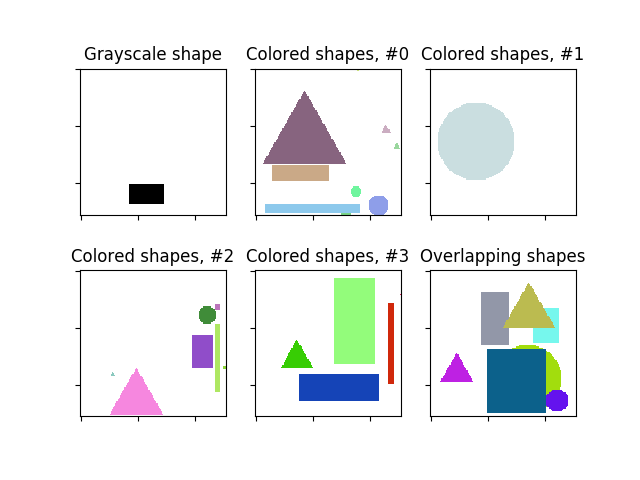 Grayscale shape
Colored shapes, #0
Colored shapes, #1
Colored shapes, #2
Colored shapes, #3
Overlapping shapes